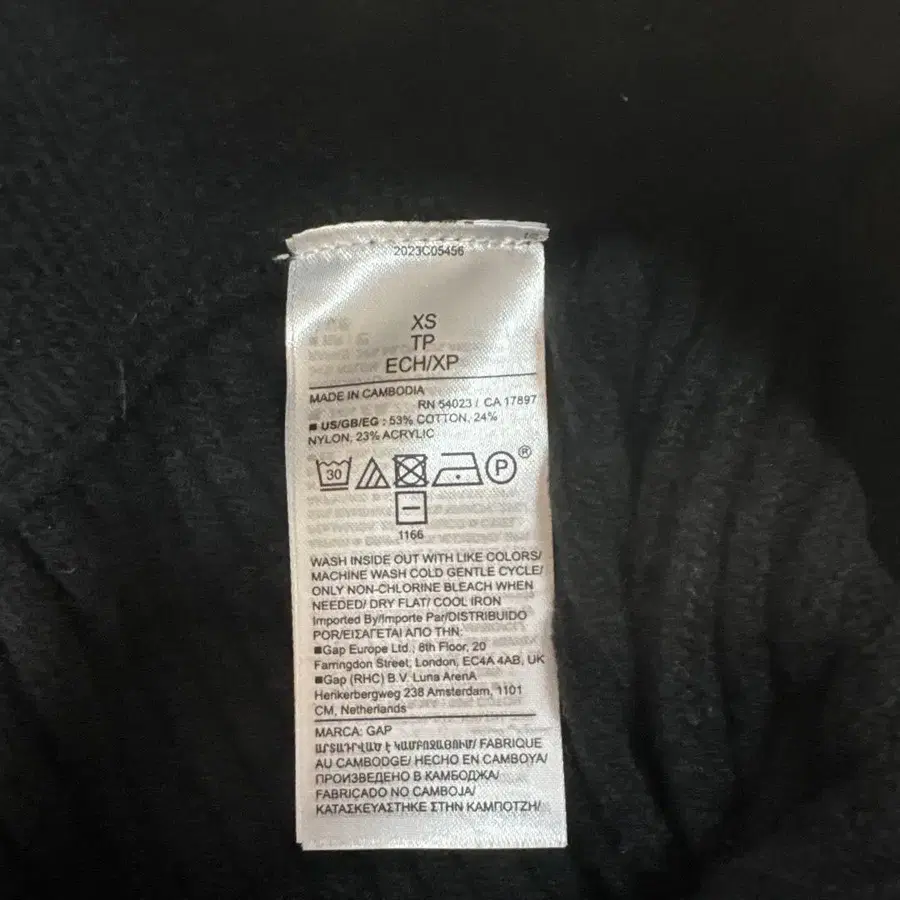 2023C05456
XS
TP
ECH/XP
MADE IN CAMBODIA
RN 54023 / CA 17897
■ US/GB/EG : 53% COTTON, 24%
NYLON, 23% ACRYLIC
30 P ®
1166
WASH INSIDE OUT WITH LIKE COLORS/
MACHINE WASH COLD GENTLE CYCLE/
ONLY NON-CHLORINE BLEACH WHEN
NEEDED/ DRY FLAT/ COOL IRON
Imported By/Importe Par/DISTRIBUIDO
POR/ΕΙΣΑΓΕΤΑΙ ΑΠΟ ΤΗΝ:
■Gap Europe Ltd., 8th Floor, 20
Farringdon Street, London, EC4A 4AB, UK
■Gap (RHC) B.V. Luna ArenA
Herikerbergweg 238 Amsterdam, 1101
CM, Netherlands
MARCA: GAP
ԱՐՏԱԴՐՎԱԾ Է ԿԱՄԲՈՋԱՅՈՒՄ/ FABRIQUE
AU CAMBODGE/ HECHO EN CAMBOYA/
ПРОИЗВЕДЕНО В КАМБОДЖА/
FABRICADO NO CAMBOJA/
ΚΑΤΑΣΚΕΥΑΣΤΗΚΕ ΣΤΗΝ ΚΑΜΠΟΤΖΗ/